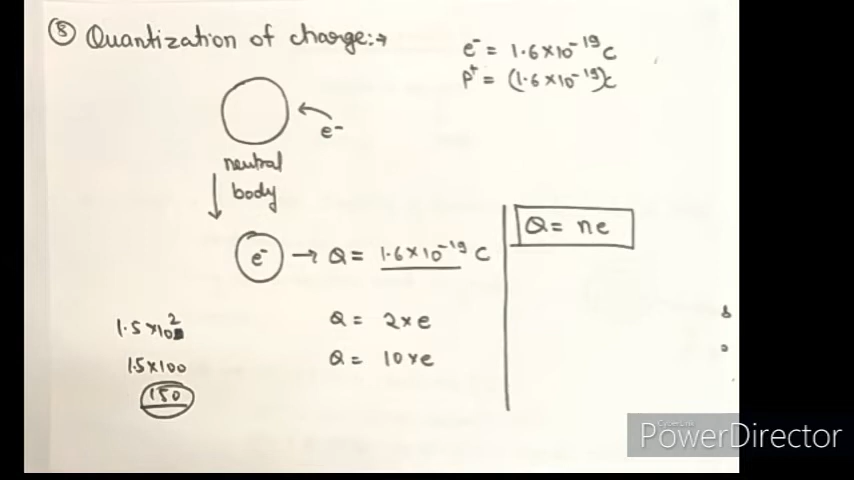 ⑧ Quantization of charge:→
e⁻ = 1.6×10⁻¹⁹C
P⁺ = (1.6×10⁻¹⁹)C
e⁻
neutral
body
e⁻ → Q = 1.6×10⁻¹⁹ C
Q = ne
Q = 2×e
Q = 10×e
1.5×10²
1.5×100
150
CyberLink
PowerDirector